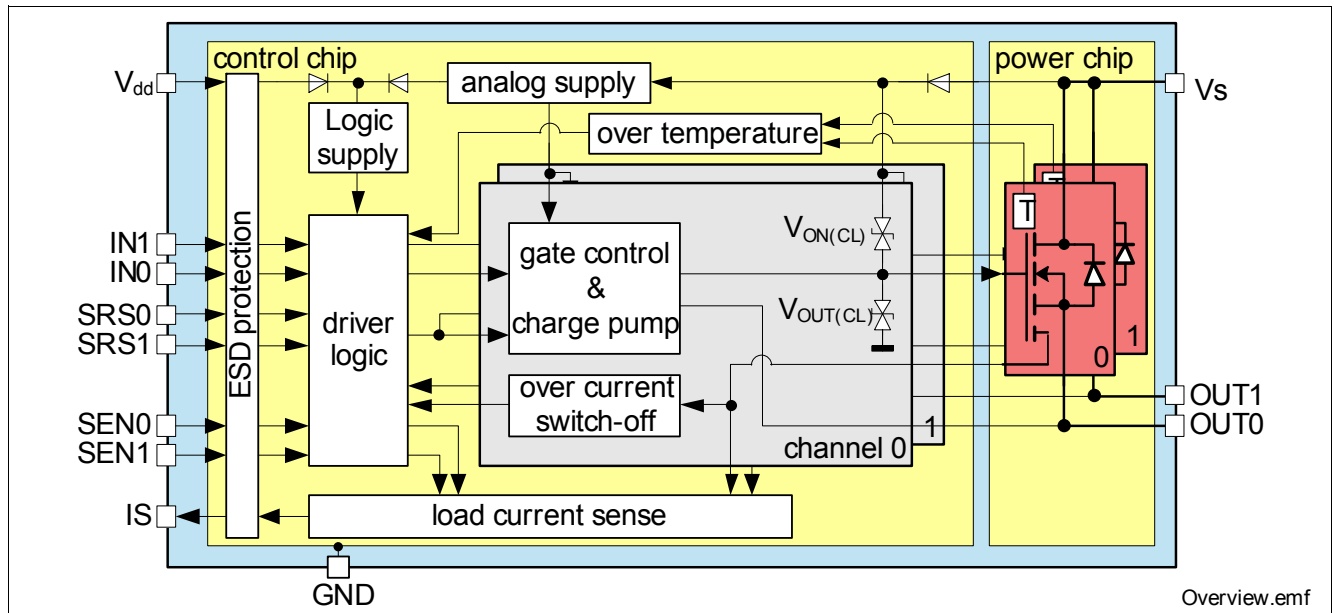 control chip
power chip
Vdd
analog supply
Vs
Logic
supply
over temperature
T
T
IN1
IN0
SRS0
SRS1
SEN0
SEN1
IS
ESD protection
driver
logic
gate control
&
charge pump
VON(CL)
VOUT(CL)
over current
switch-off
1
channel 0
1
0
OUT1
OUT0
load current sense
GND
Overview.emf